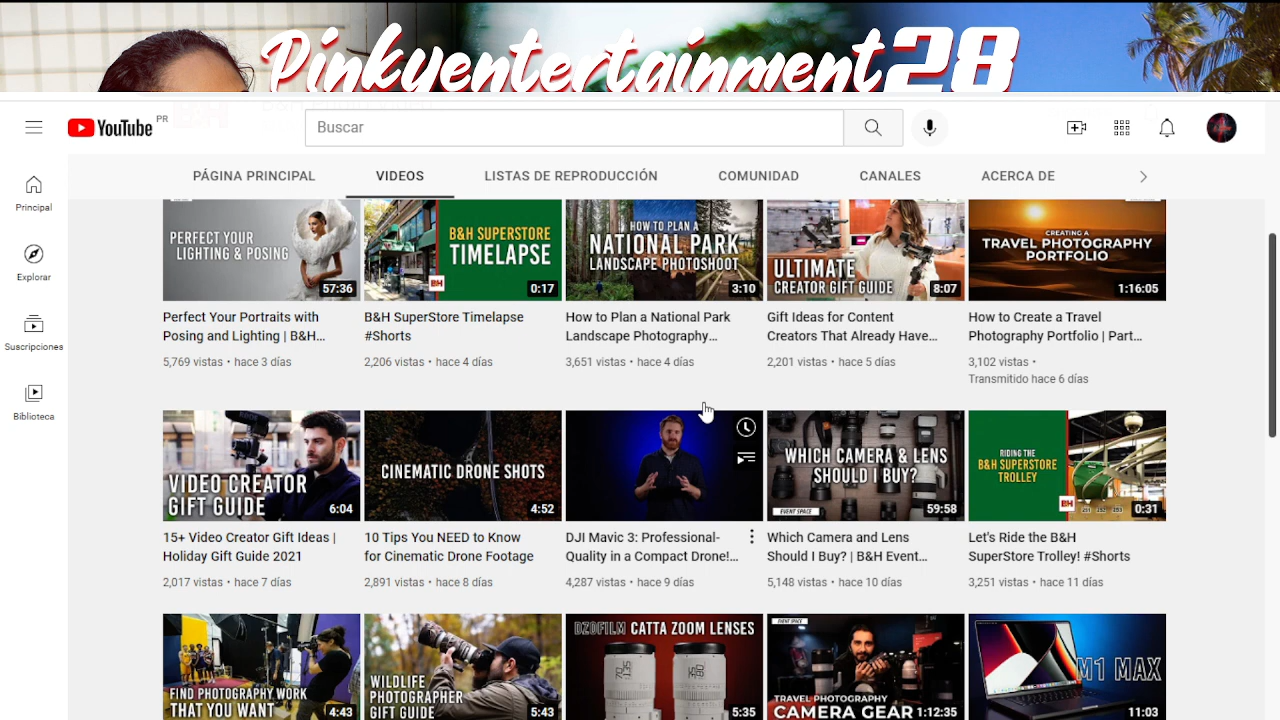 Pinkyentertainment28
YouTube PR
Buscar
PÁGINA PRINCIPAL VIDEOS LISTAS DE REPRODUCCIÓN COMUNIDAD CANALES ACERCA DE
Principal
Explorar
Suscripciones
Biblioteca
PERFECT YOUR
LIGHTING & POSING
57:36
Perfect Your Portraits with
Posing and Lighting | B&H...
5,769 vistas • hace 3 días
B&H SUPERSTORE
TIMELAPSE
BH
0:17
B&H SuperStore Timelapse
#Shorts
2,206 vistas • hace 4 días
HOW TO PLAN A
NATIONAL PARK
LANDSCAPE PHOTOSHOOT
3:10
How to Plan a National Park
Landscape Photography...
3,651 vistas • hace 4 días
ULTIMATE
CREATOR GIFT GUIDE
8:07
Gift Ideas for Content
Creators That Already Have...
2,201 vistas • hace 5 días
CREATING A
TRAVEL PHOTOGRAPHY
PORTFOLIO
1:16:05
How to Create a Travel
Photography Portfolio | Part...
3,102 vistas •
Transmitido hace 6 días
VIDEO CREATOR
GIFT GUIDE
6:04
15+ Video Creator Gift Ideas |
Holiday Gift Guide 2021
2,017 vistas • hace 7 días
CINEMATIC DRONE SHOTS
4:52
10 Tips You NEED to Know
for Cinematic Drone Footage
2,891 vistas • hace 8 días
DJI Mavic 3: Professional-
Quality in a Compact Drone!...
4,287 vistas • hace 9 días
WHICH CAMERA & LENS
SHOULD I BUY?
EVENT SPACE
59:58
Which Camera and Lens
Should I Buy? | B&H Event...
5,148 vistas • hace 10 días
RIDING THE
B&H SUPERSTORE
TROLLEY
BH
0:31
Let's Ride the B&H
SuperStore Trolley! #Shorts
3,251 vistas • hace 11 días
FIND PHOTOGRAPHY WORK
THAT YOU WANT
4:43
WILDLIFE
PHOTOGRAPHER
GIFT GUIDE
5:43
DZOFILM CATTA ZOOM LENSES
5:35
EVENT SPACE
TRAVEL PHOTOGRAPHY
CAMERA GEAR
1:12:35
M1 MAX
11:03